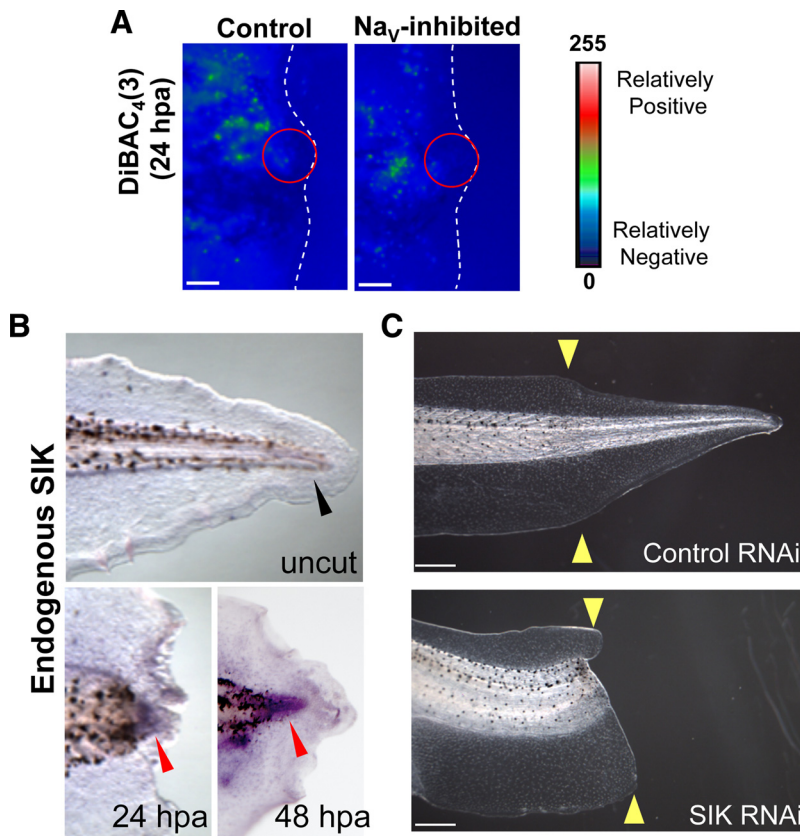 A
Control
NaV-inhibited
DiBAC4(3)
(24 hpa)
255
Relatively
Positive
Relatively
Negative
0
B
Endogenous SIK
uncut
24 hpa
48 hpa
C
Control RNAi
SIK RNAi